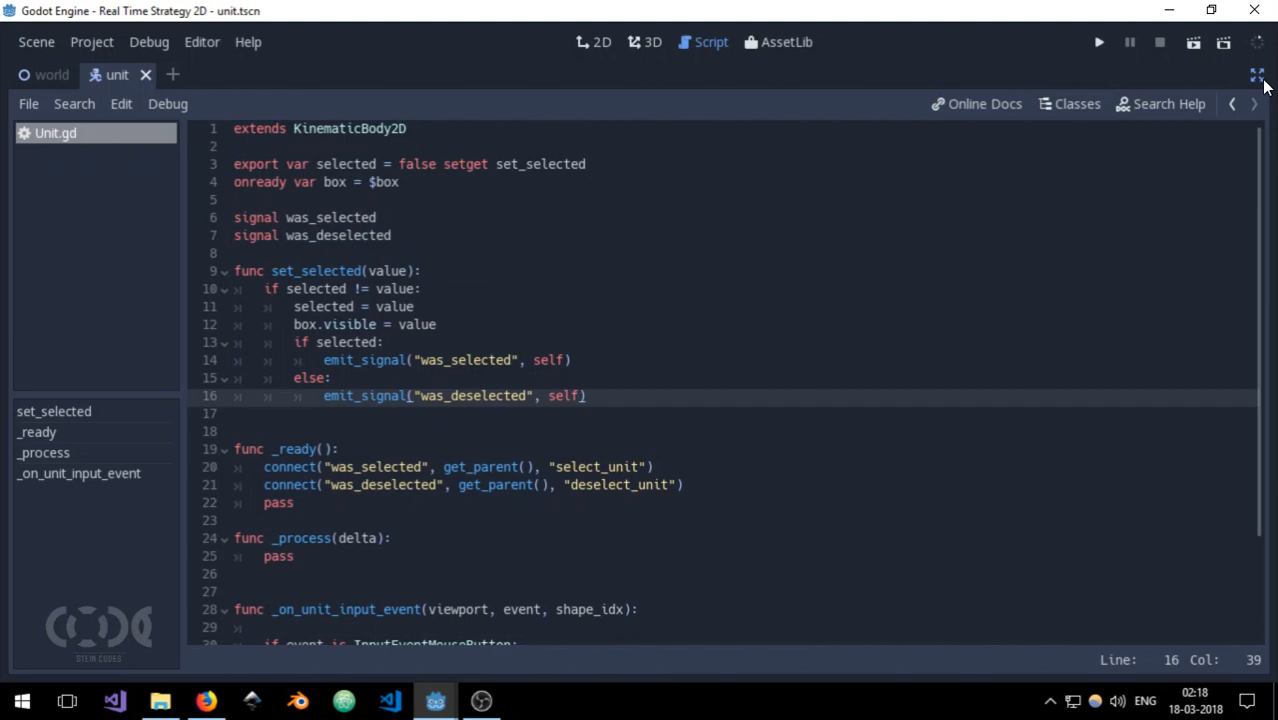 Godot Engine - Real Time Strategy 2D - unit.tscn
Scene Project Debug Editor Help 2D 3D Script AssetLib
world unit
File Search Edit Debug Online Docs Classes Search Help
Unit.gd
set_selected
_ready
_process
_on_unit_input_event
1 extends KinematicBody2D
2
3 export var selected = false setget set_selected
4 onready var box = $box
5
6 signal was_selected
7 signal was_deselected
8
9 func set_selected(value):
10 if selected != value:
11 selected = value
12 box.visible = value
13 if selected:
14 emit_signal("was_selected", self)
15 else:
16 emit_signal("was_deselected", self)
17
18
19 func _ready():
20 connect("was_selected", get_parent(), "select_unit")
21 connect("was_deselected", get_parent(), "deselect_unit")
22 pass
23
24 func _process(delta):
25 pass
26
27
28 func _on_unit_input_event(viewport, event, shape_idx):
29
30 if event is InputEventMouseButton:
STEIN CODES
Line: 16 Col: 39
ENG
02:18
18-03-2018